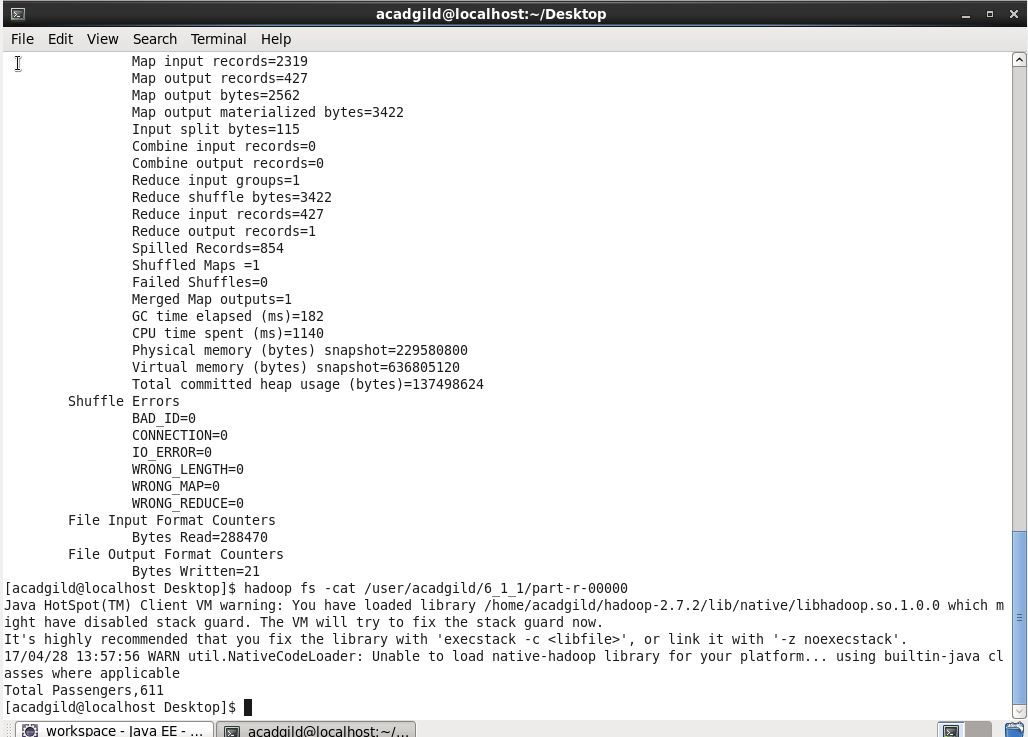 acadgild@localhost:~/Desktop
File Edit View Search Terminal Help
Map input records=2319
Map output records=427
Map output bytes=2562
Map output materialized bytes=3422
Input split bytes=115
Combine input records=0
Combine output records=0
Reduce input groups=1
Reduce shuffle bytes=3422
Reduce input records=427
Reduce output records=1
Spilled Records=854
Shuffled Maps =1
Failed Shuffles=0
Merged Map outputs=1
GC time elapsed (ms)=182
CPU time spent (ms)=1140
Physical memory (bytes) snapshot=229580800
Virtual memory (bytes) snapshot=636805120
Total committed heap usage (bytes)=137498624
Shuffle Errors
BAD_ID=0
CONNECTION=0
IO_ERROR=0
WRONG_LENGTH=0
WRONG_MAP=0
WRONG_REDUCE=0
File Input Format Counters
Bytes Read=288470
File Output Format Counters
Bytes Written=21
[acadgild@localhost Desktop]$ hadoop fs -cat /user/acadgild/6_1_1/part-r-00000
Java HotSpot(TM) Client VM warning: You have loaded library /home/acadgild/hadoop-2.7.2/lib/native/libhadoop.so.1.0.0 which m
ight have disabled stack guard. The VM will try to fix the stack guard now.
It's highly recommended that you fix the library with 'execstack -c <libfile>', or link it with '-z noexecstack'.
17/04/28 13:57:56 WARN util.NativeCodeLoader: Unable to load native-hadoop library for your platform... using builtin-java cl
asses where applicable
Total Passengers,611
[acadgild@localhost Desktop]$
workspace - Java EE - ... acadgild@localhost:~/...